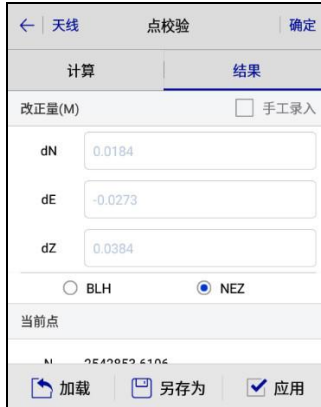 ← 天线 点校验 确定
计算 结果
改正量(M) 手工录入
dN 0.0184
dE -0.0273
dZ 0.0384
BLH NEZ
当前点
N 2542853.6106
加载 另存为 应用